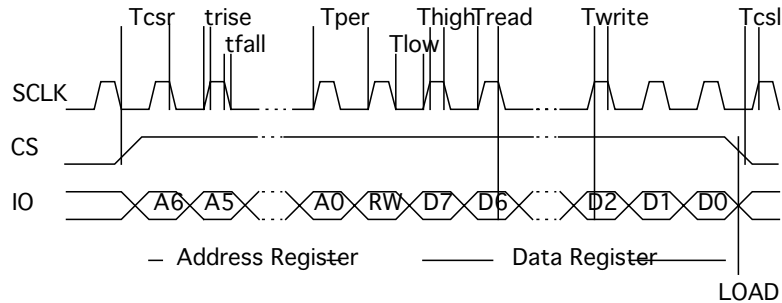 Tcsr trise Tper Thigh Tread Twrite Tcsl
tfall Tlow
SCLK
CS
IO A6 A5 A0 RW D7 D6 D2 D1 D0
Address Register Data Register
LOAD